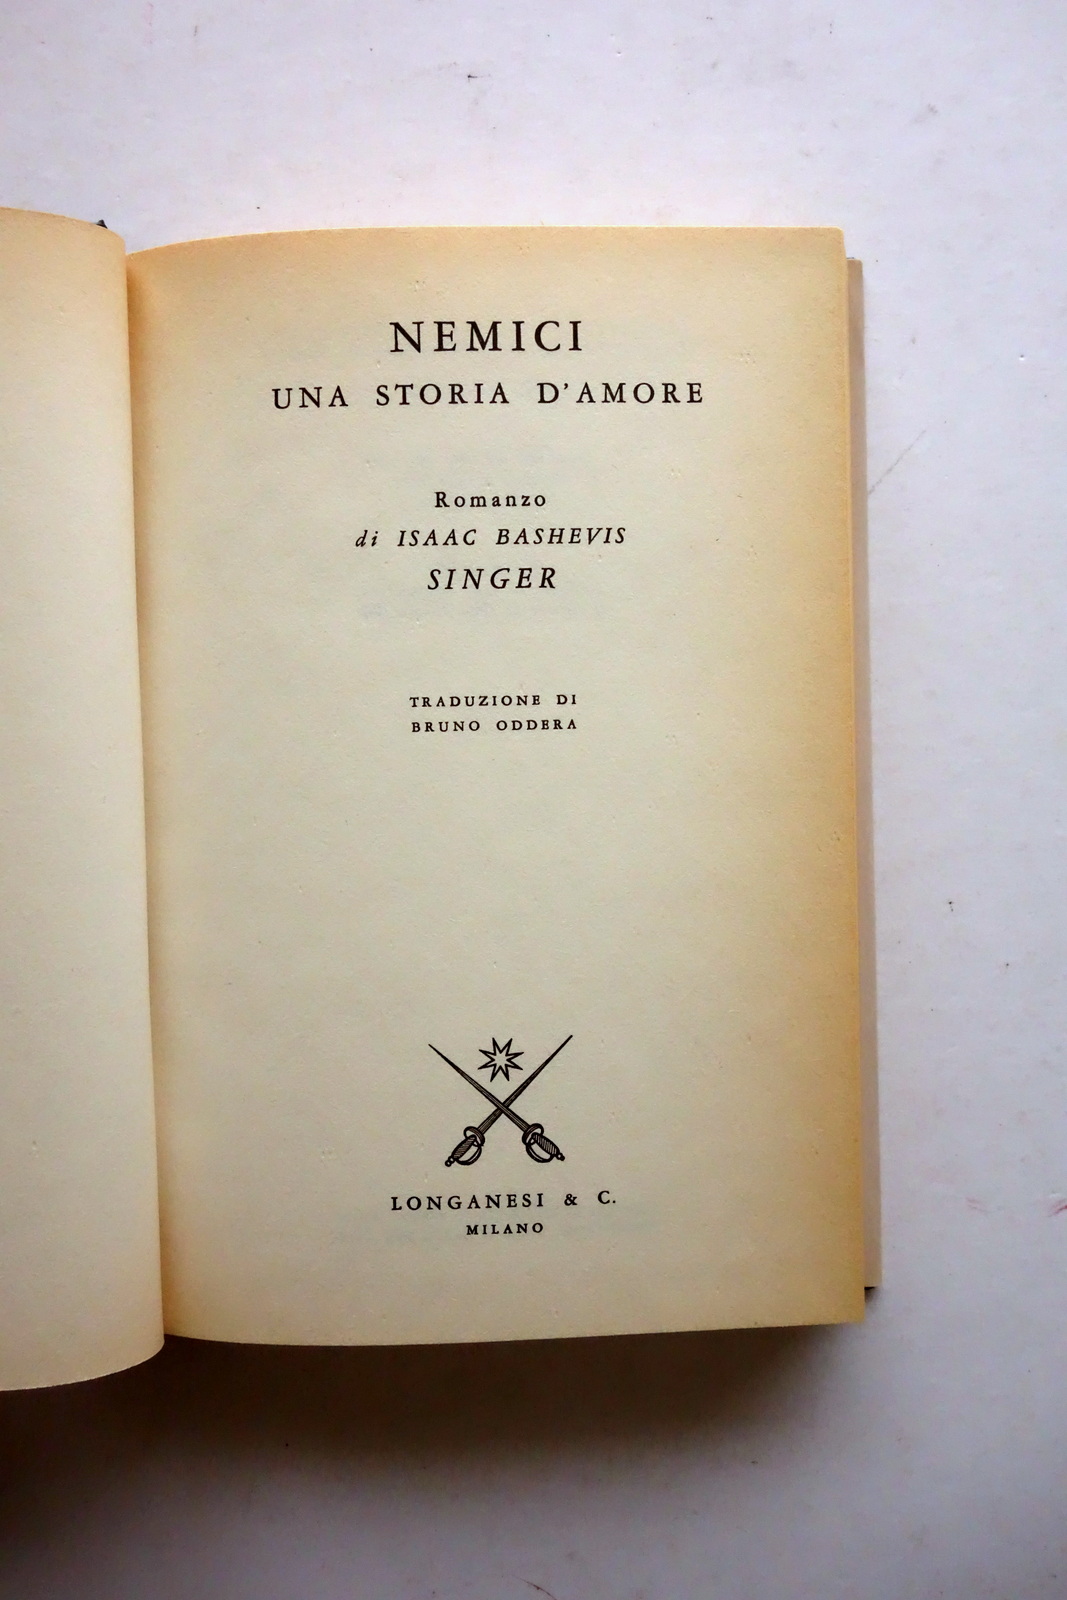 NEMICI
UNA STORIA D’AMORE
Romanzo
di ISAAC BASHEVIS
SINGER
TRADUZIONE DI
BRUNO ODDERA
LONGANESI & C.
MILANO